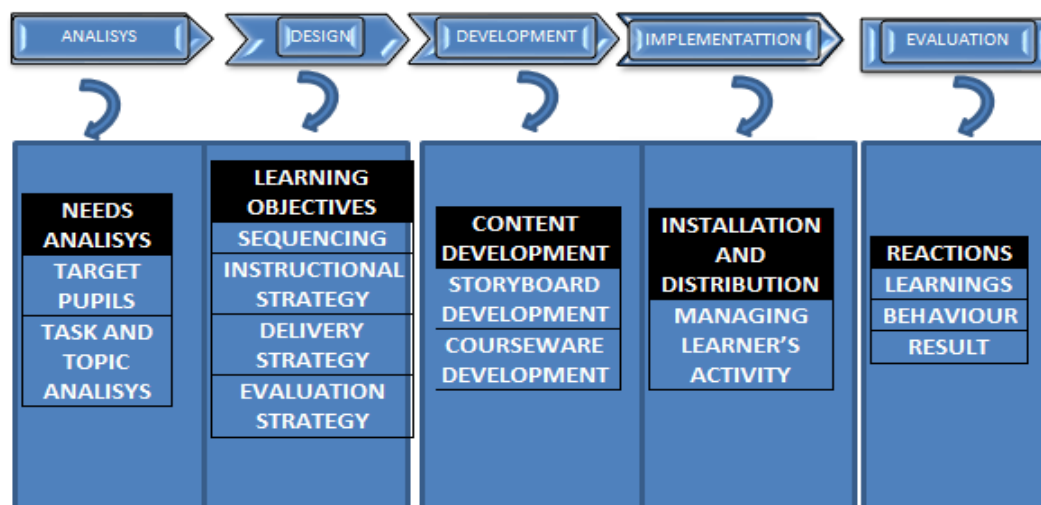 ANALISYS
DESIGN
DEVELOPMENT
IMPLEMENTATTION
EVALUATION
NEEDS
ANALISYS
TARGET
PUPILS
TASK AND
TOPIC
ANALISYS
LEARNING
OBJECTIVES
SEQUENCING
INSTRUCTIONAL
STRATEGY
DELIVERY
STRATEGY
EVALUATION
STRATEGY
CONTENT
DEVELOPMENT
STORYBOARD
DEVELOPMENT
COURSEWARE
DEVELOPMENT
INSTALLATION
AND
DISTRIBUTION
MANAGING
LEARNER'S
ACTIVITY
REACTIONS
LEARNINGS
BEHAVIOUR
RESULT